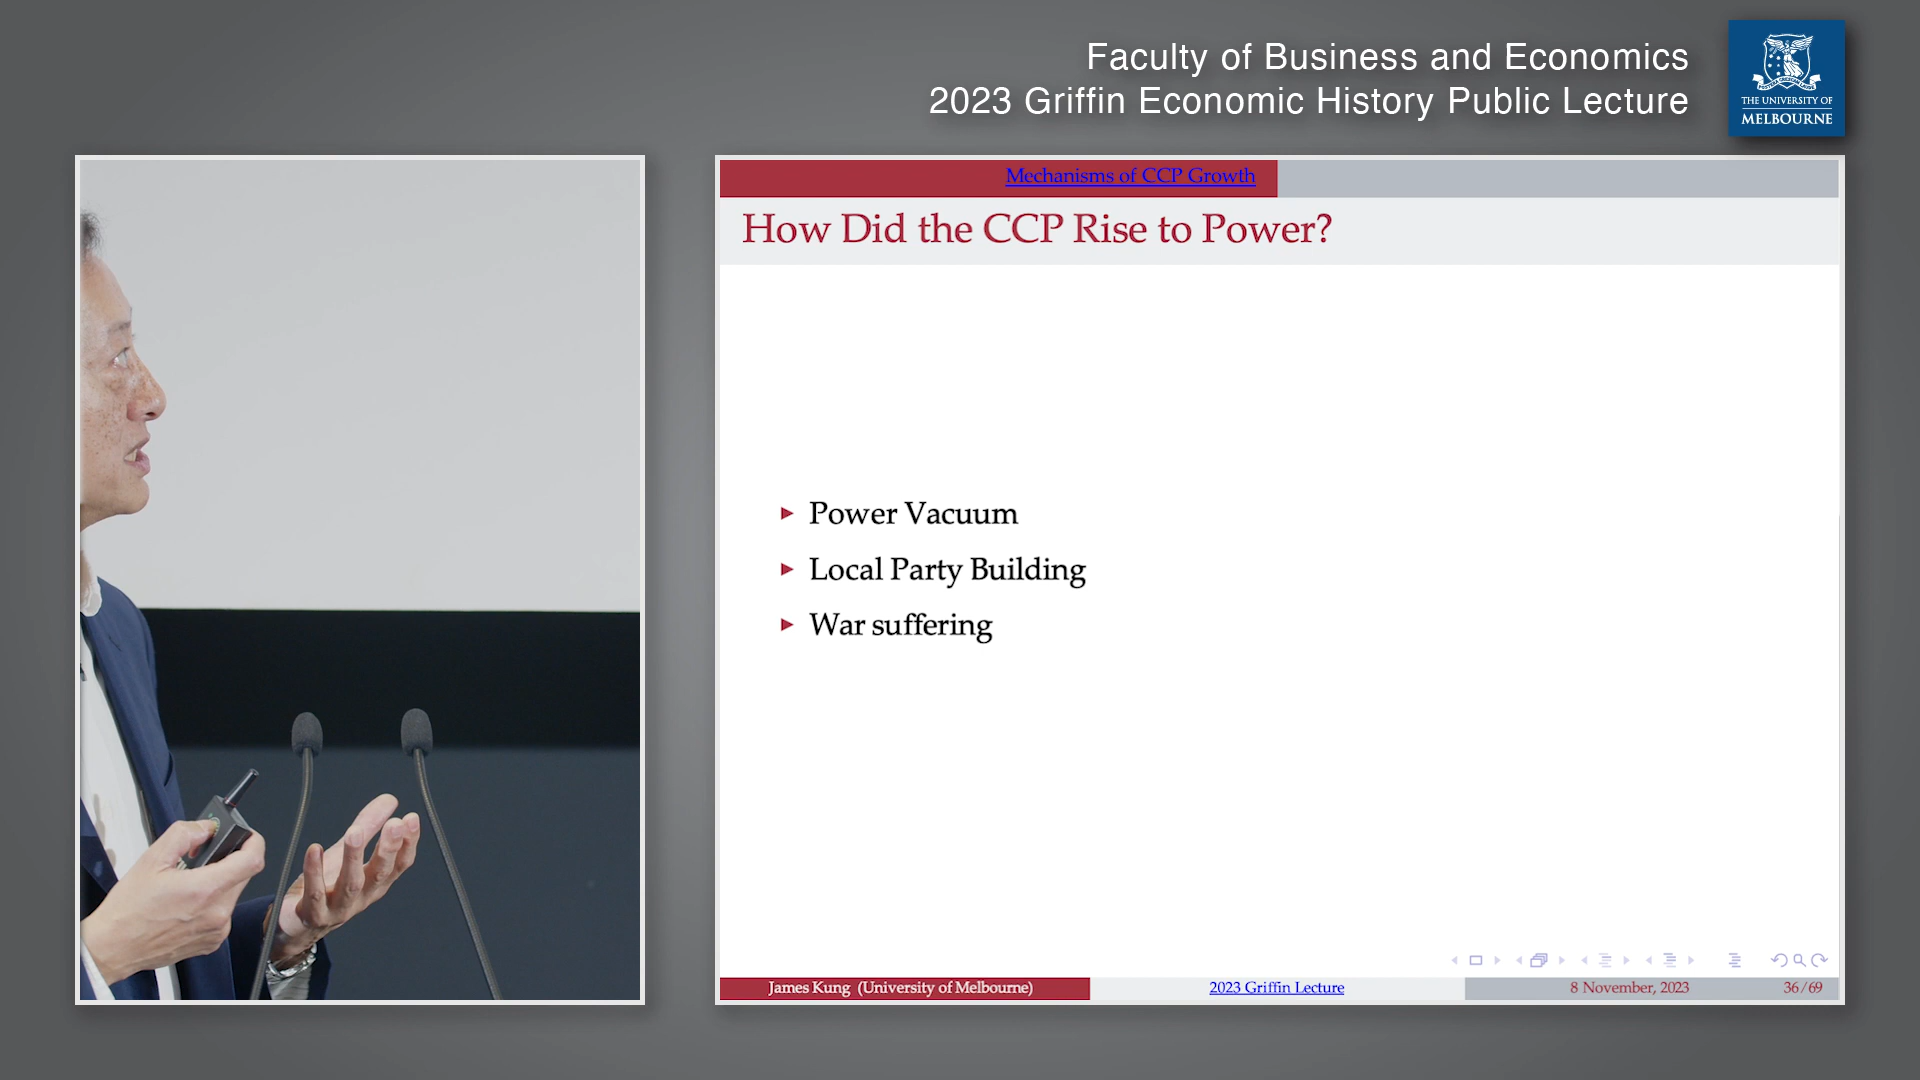 Faculty of Business and Economics
2023 Griffin Economic History Public Lecture
THE UNIVERSITY OF
MELBOURNE
Mechanisms of CCP Growth
How Did the CCP Rise to Power?
Power Vacuum
Local Party Building
War suffering
James Kung (University of Melbourne)
2023 Griffin Lecture
8 November, 2023
36/69